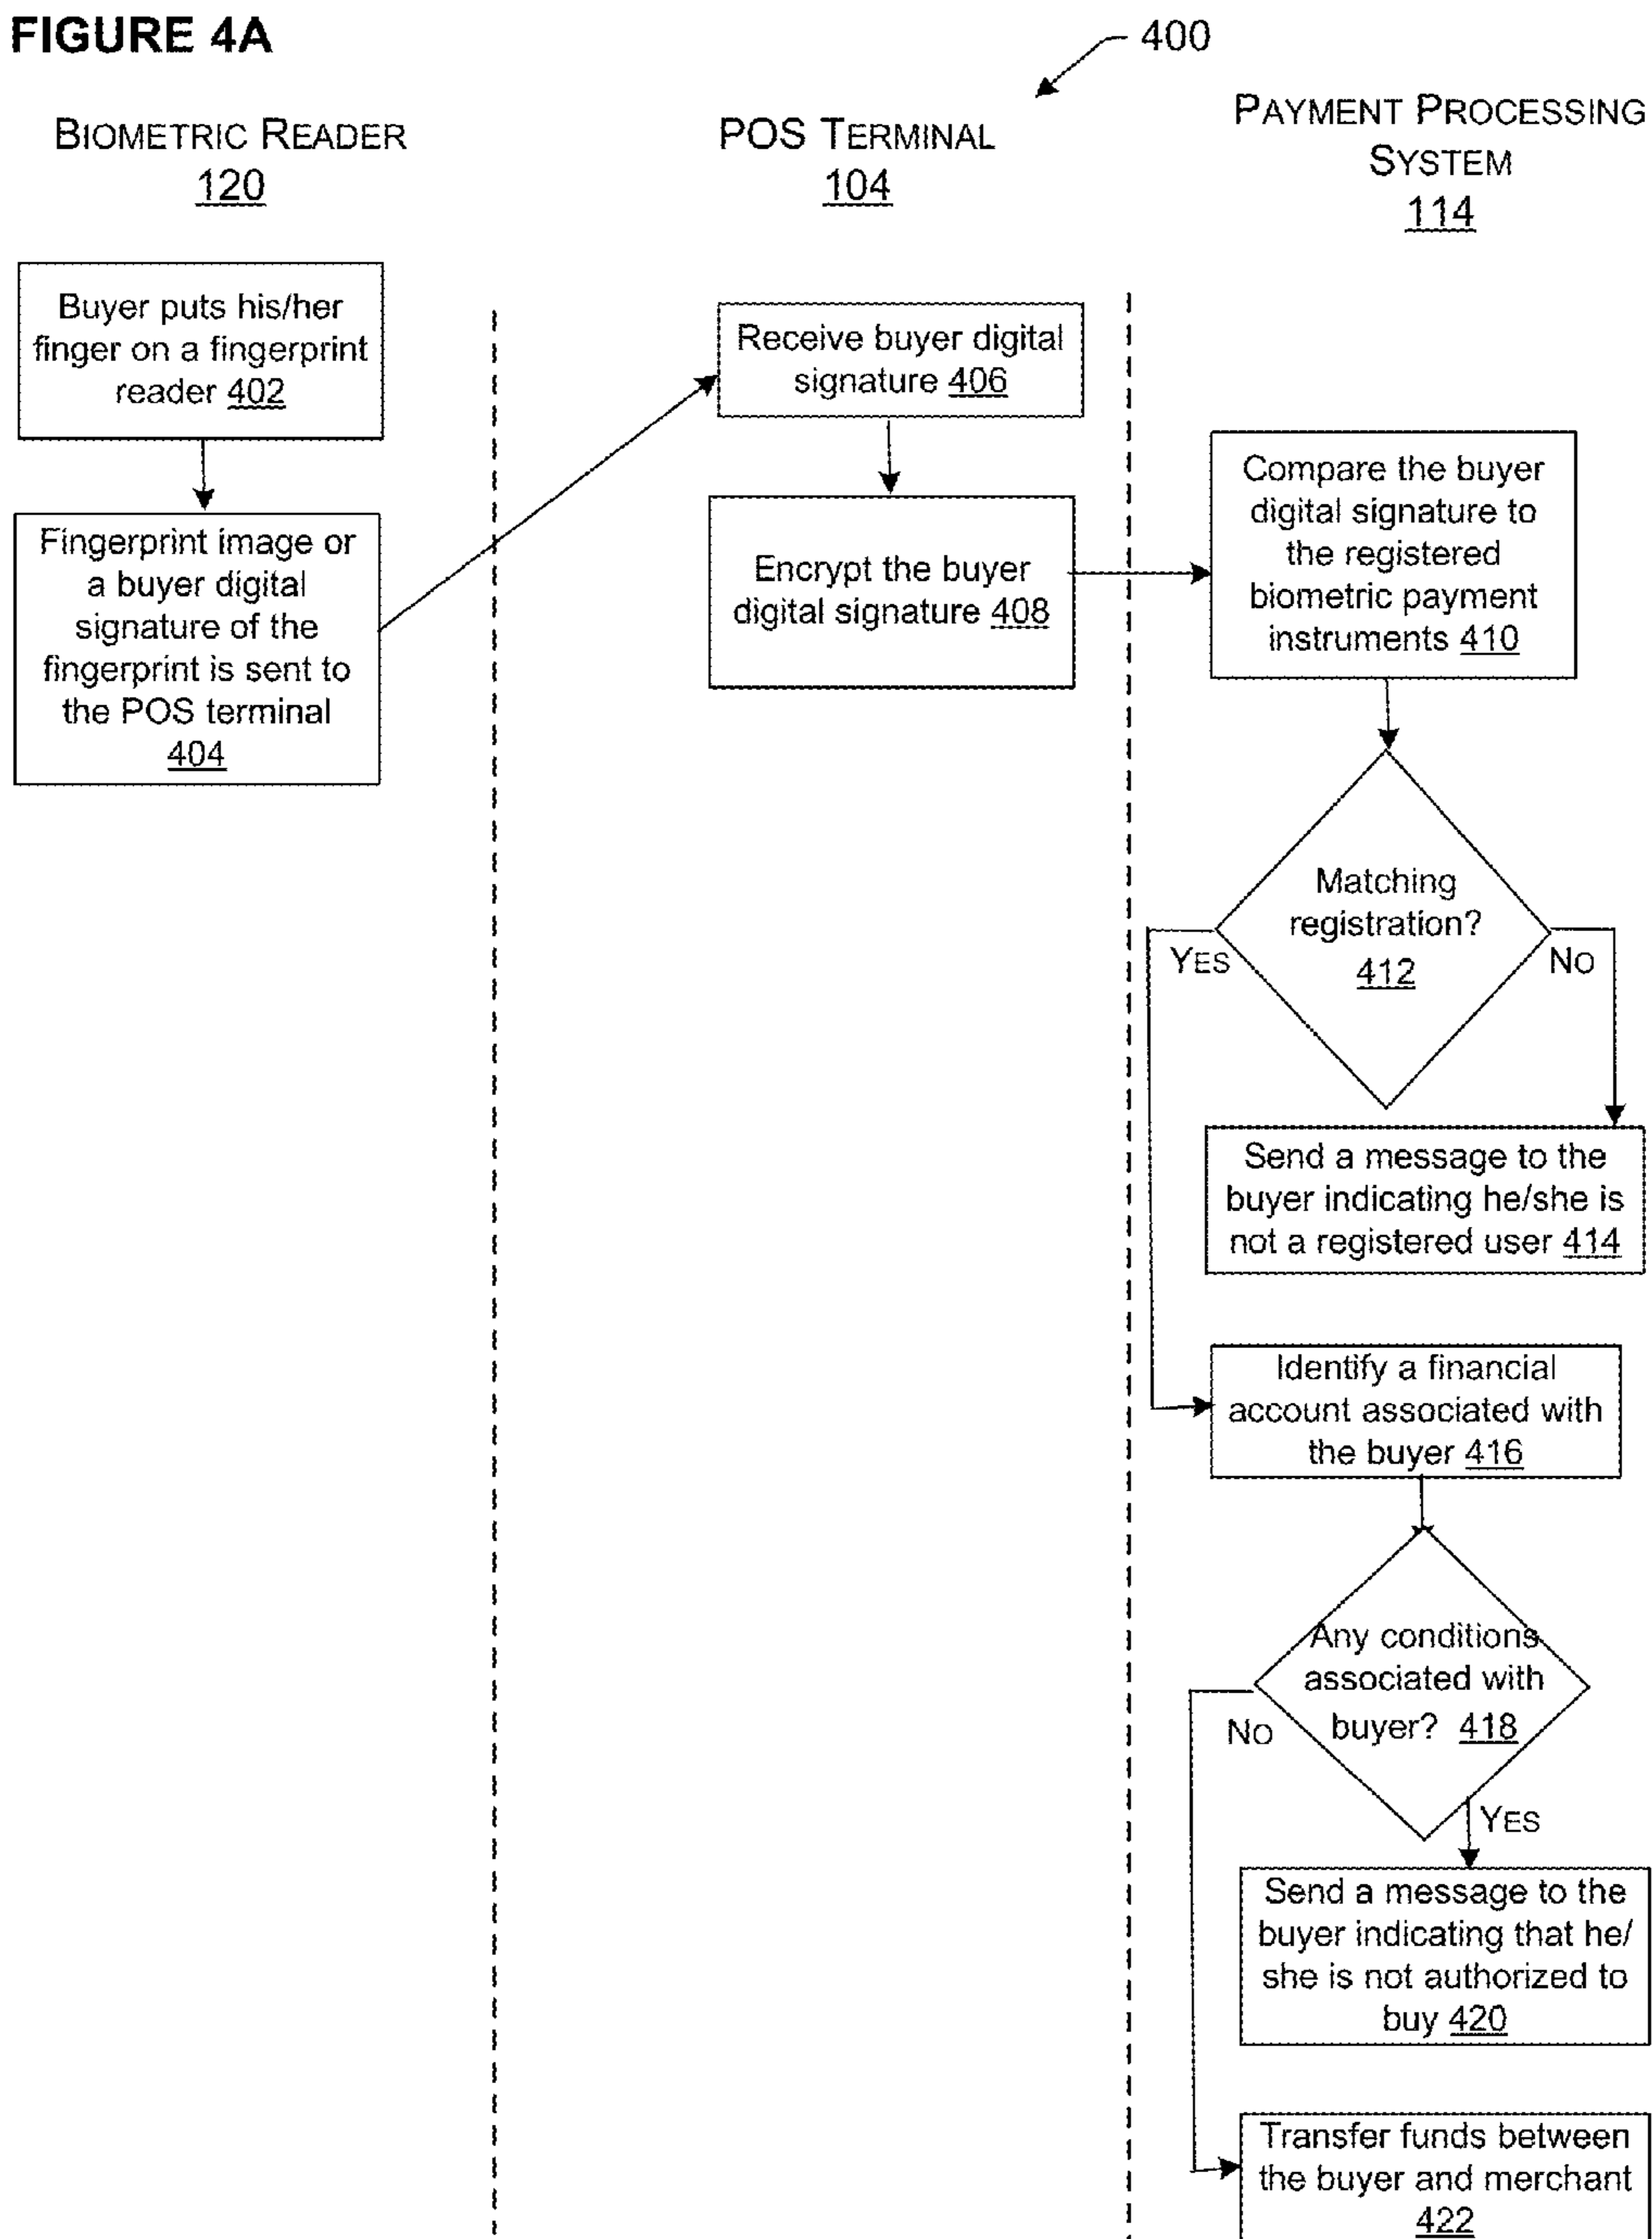 FIGURE 4A
400
BIOMETRIC READER
120
POS TERMINAL
104
PAYMENT PROCESSING
SYSTEM
114
Buyer puts his/her
finger on a fingerprint
reader 402
Fingerprint image or
a buyer digital
signature of the
fingerprint is sent to
the POS terminal
404
Receive buyer digital
signature 406
Encrypt the buyer
digital signature 408
Compare the buyer
digital signature to
the registered
biometric payment
instruments 410
Matching
registration?
412
YES
NO
Send a message to the
buyer indicating he/she is
not a registered user 414
Identify a financial
account associated with
the buyer 416
Any conditions
associated with
buyer? 418
NO
YES
Send a message to the
buyer indicating that he/
she is not authorized to
buy 420
Transfer funds between
the buyer and merchant
422